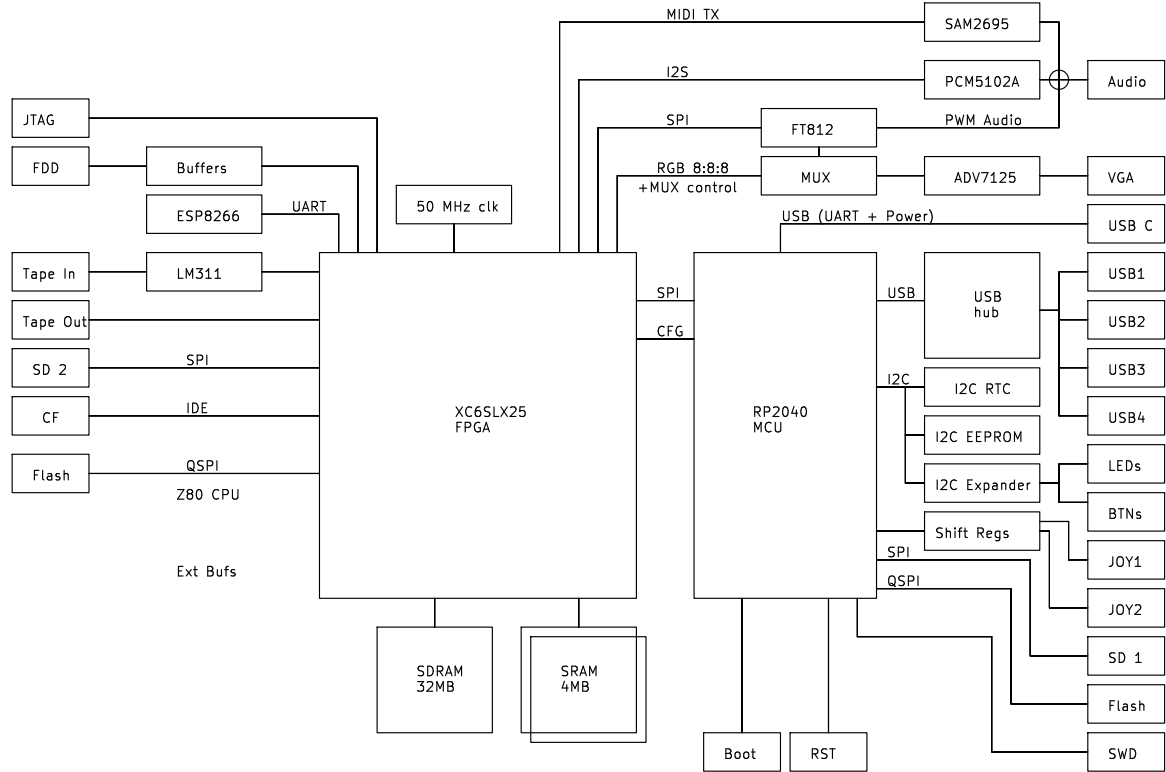 MIDI TX
SAM2695
I2S
PCM5102A
Audio
JTAG
SPI
FT812
PWM Audio
FDD
Buffers
RGB 8:8:8
+MUX control
MUX
ADV7125
VGA
ESP8266
UART
50 MHz clk
USB (UART + Power)
USB C
Tape In
LM311
SPI
USB
USB
hub
USB1
Tape Out
CFG
USB2
SD 2
SPI
I2C
I2C RTC
USB3
CF
IDE
XC6SLX25
FPGA
RP2040
MCU
I2C EEPROM
USB4
Flash
QSPI
Z80 CPU
I2C Expander
LEDs
BTNs
Shift Regs
Ext Bufs
SPI
JOY1
QSPI
JOY2
SDRAM
32MB
SRAM
4MB
SD 1
Flash
Boot
RST
SWD